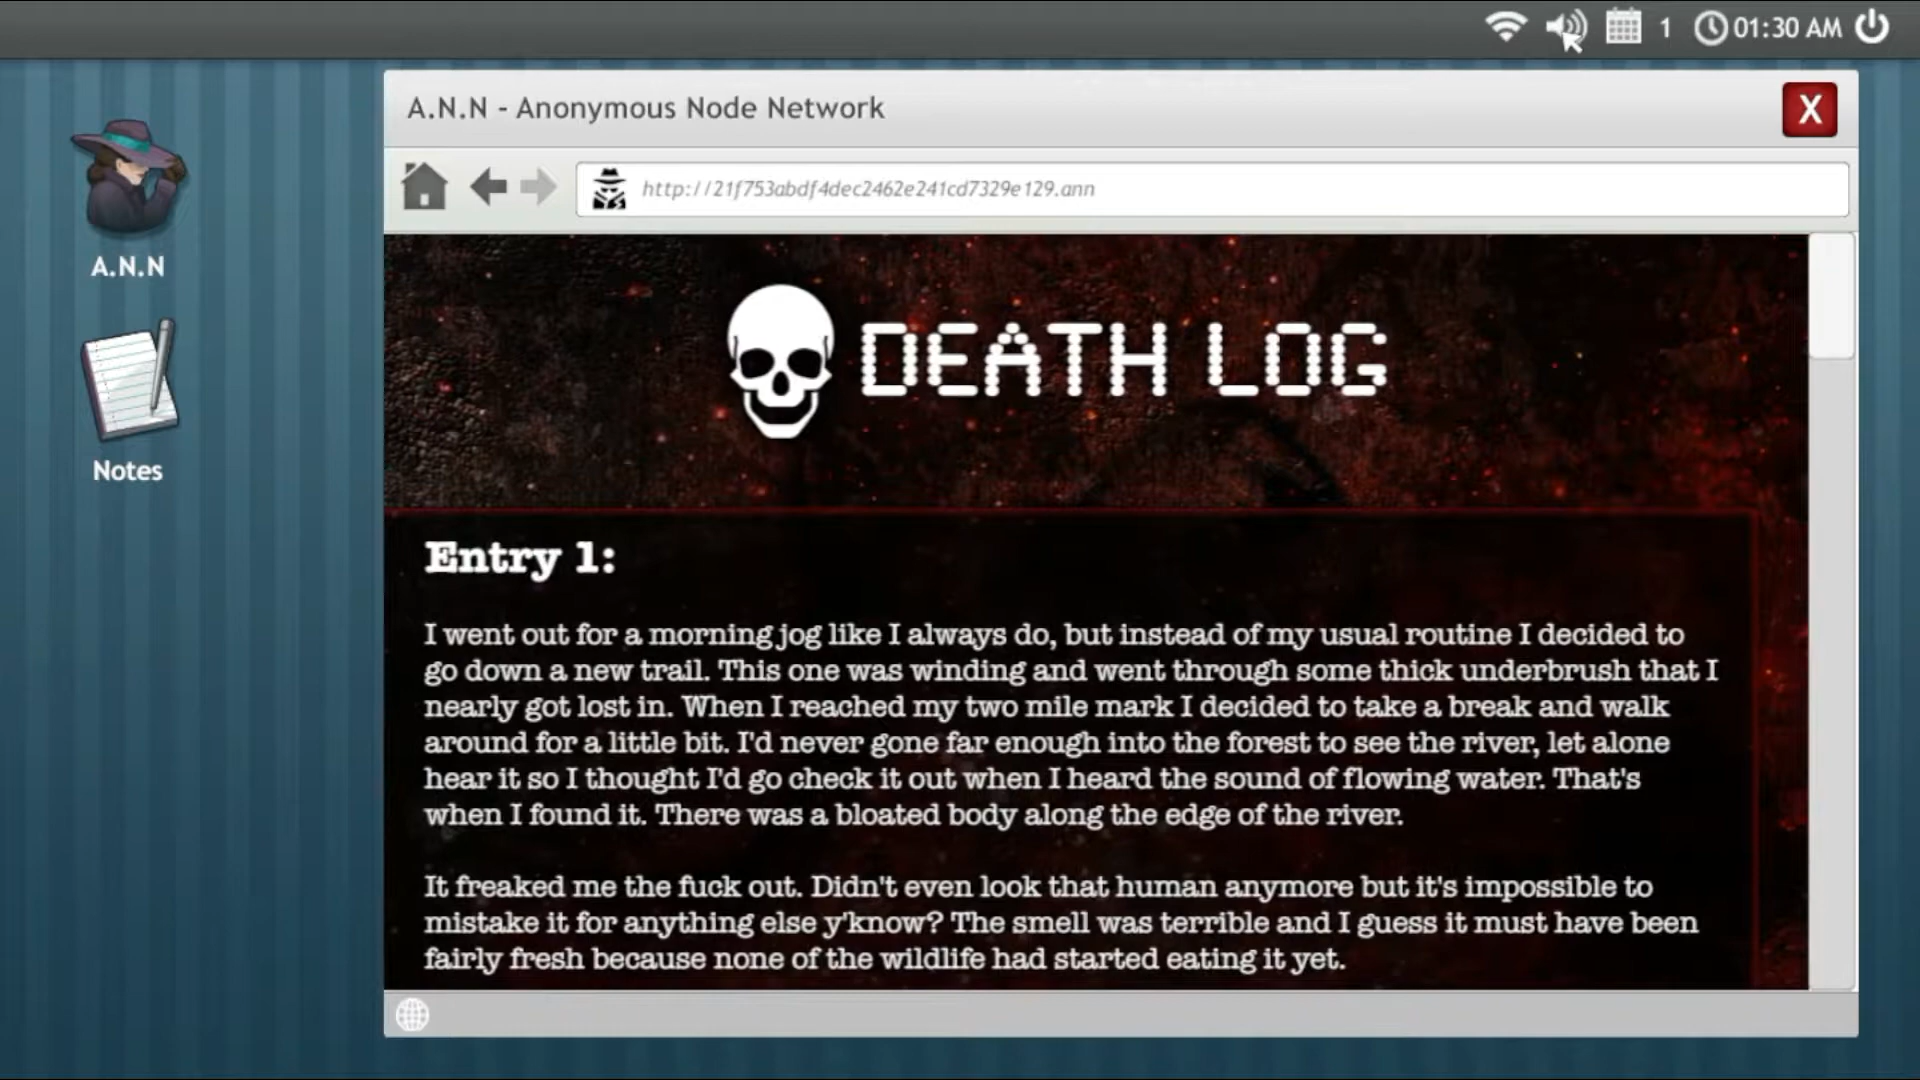 1
01:30 AM
A.N.N - Anonymous Node Network
X
http://21f753abdf4dec2462e241cd7329e129.ann
A.N.N
Notes
DEATH LOG
Entry 1:
I went out for a morning jog like I always do, but instead of my usual routine I decided to
go down a new trail. This one was winding and went through some thick underbrush that I
nearly got lost in. When I reached my two mile mark I decided to take a break and walk
around for a little bit. I'd never gone far enough into the forest to see the river, let alone
hear it so I thought I'd go check it out when I heard the sound of flowing water. That's
when I found it. There was a bloated body along the edge of the river.
It freaked me the fuck out. Didn't even look that human anymore but it's impossible to
mistake it for anything else y'know? The smell was terrible and I guess it must have been
fairly fresh because none of the wildlife had started eating it yet.